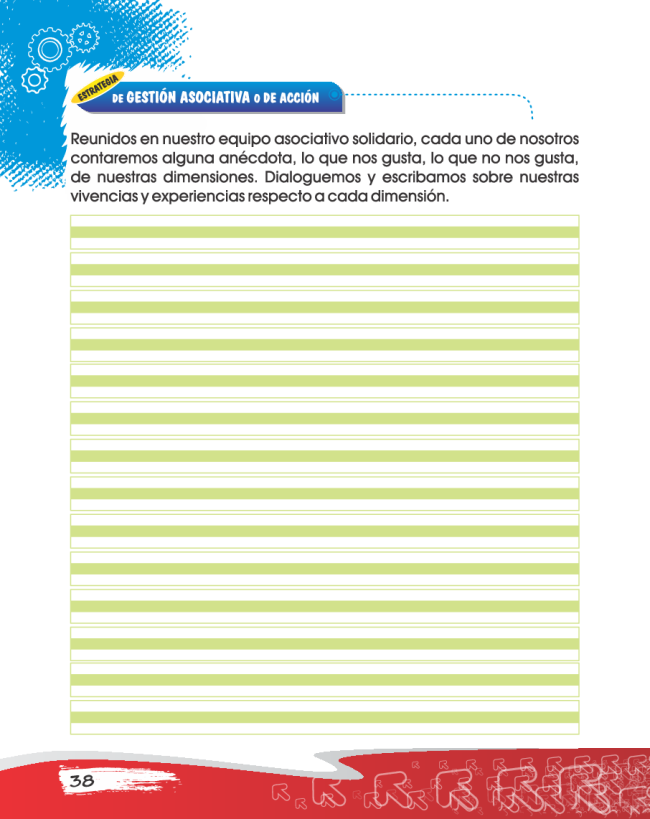 ESTRATEGIA
DE GESTIÓN ASOCIATIVA O DE ACCIÓN
Reunidos en nuestro equipo asociativo solidario, cada uno de nosotros
contaremos alguna anécdota, lo que nos gusta, lo que no nos gusta,
de nuestras dimensiones. Dialoguemos y escribamos sobre nuestras
vivencias y experiencias respecto a cada dimensión.
38